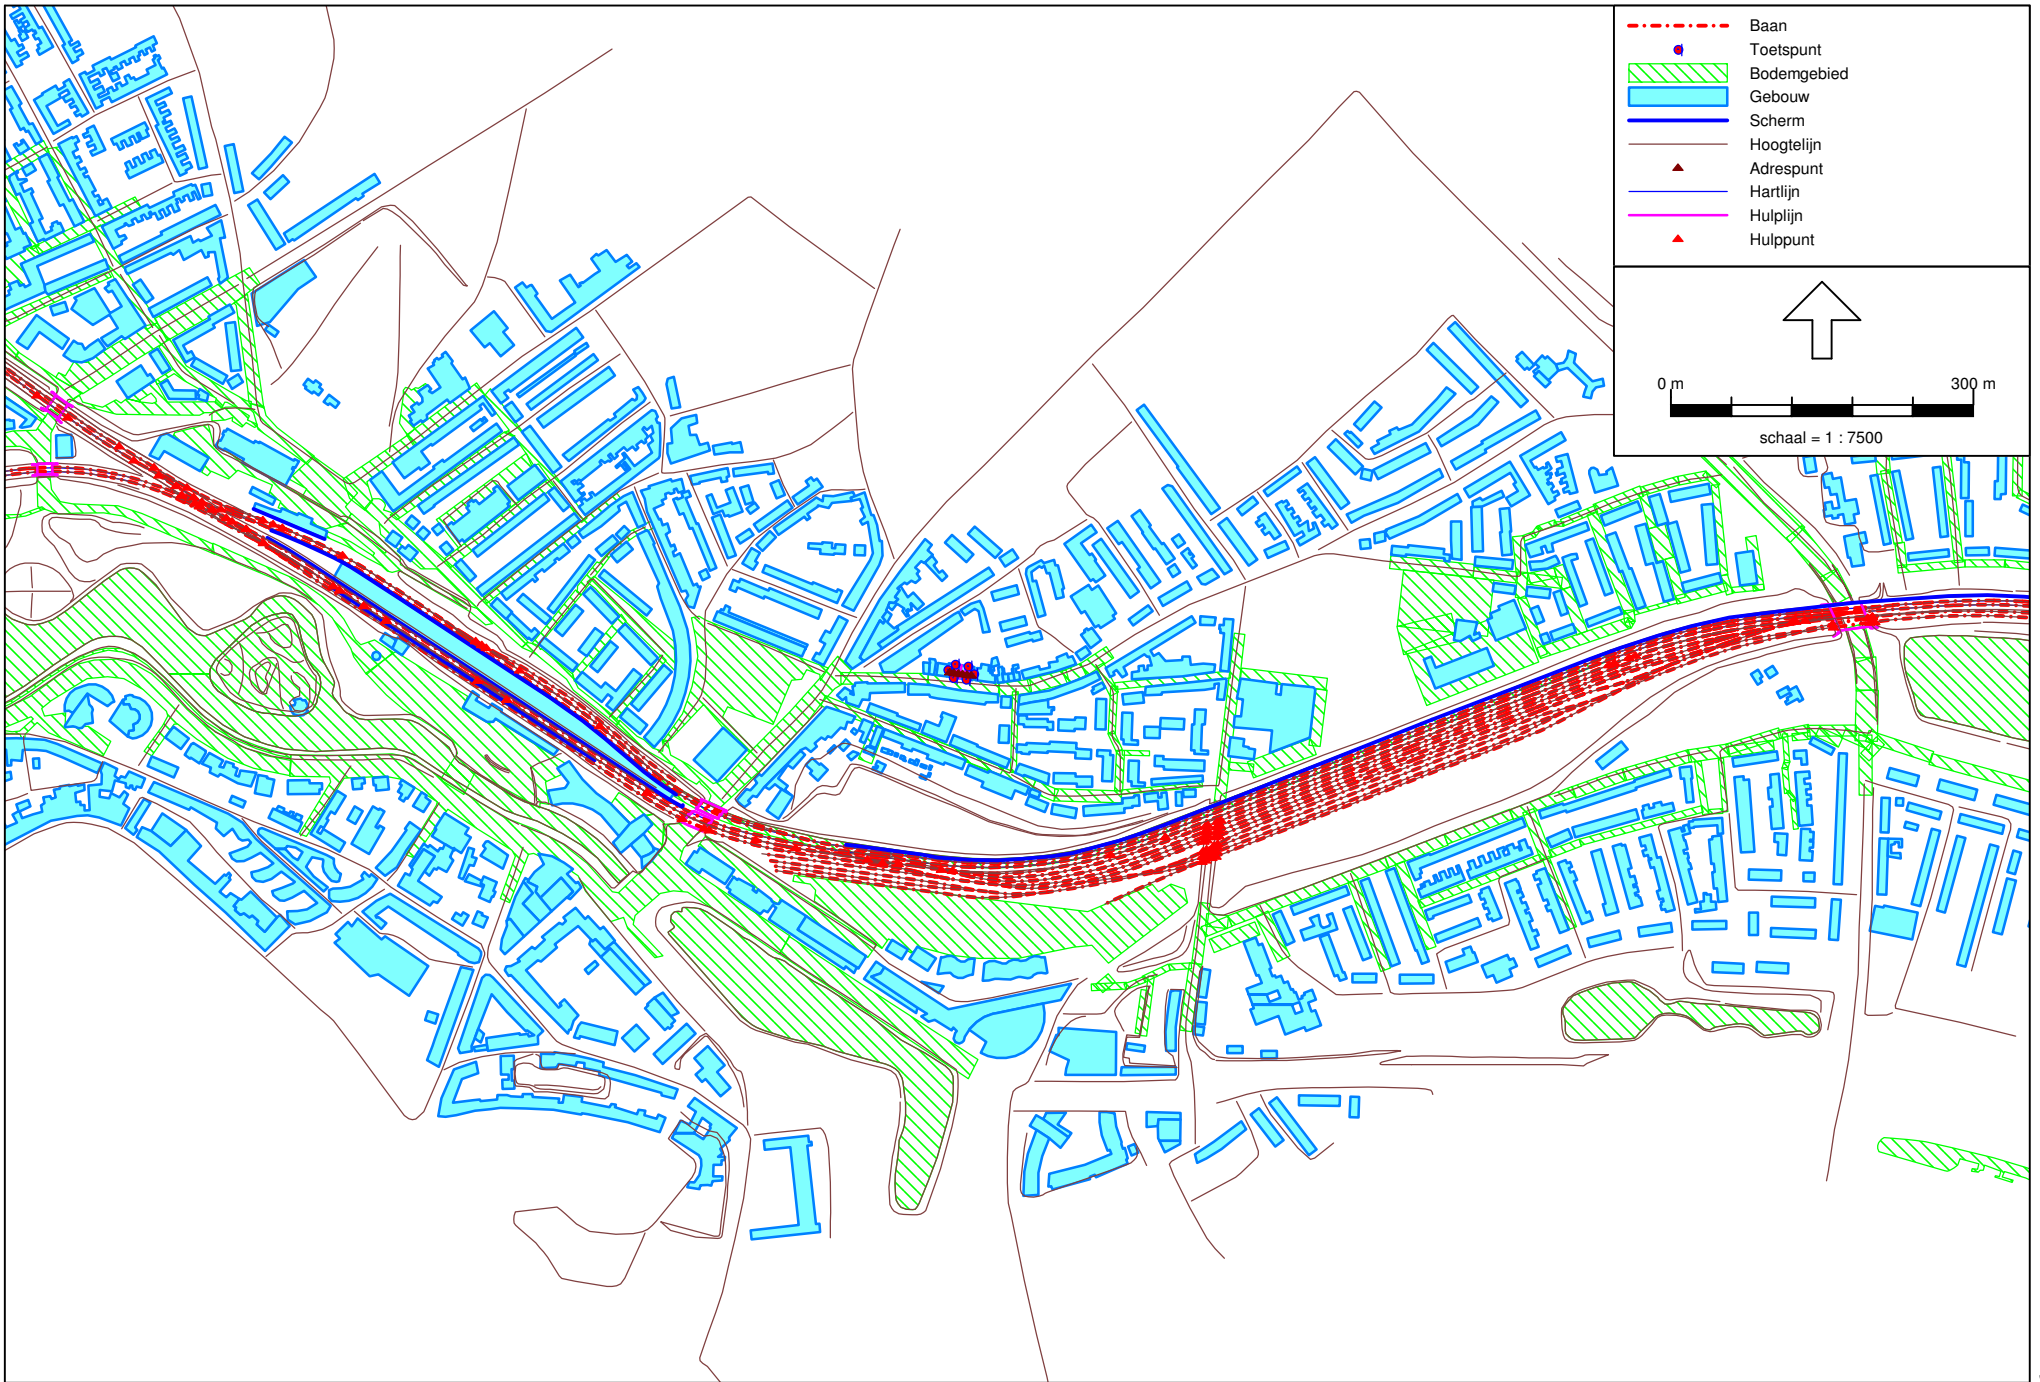 Baan
Toetspunt
Bodemgebied
Gebouw
Scherm
Hoogtelijn
Adrespunt
Hartlijn
Hulplijn
Hulppunt
0 m 300 m
schaal = 1 : 7500